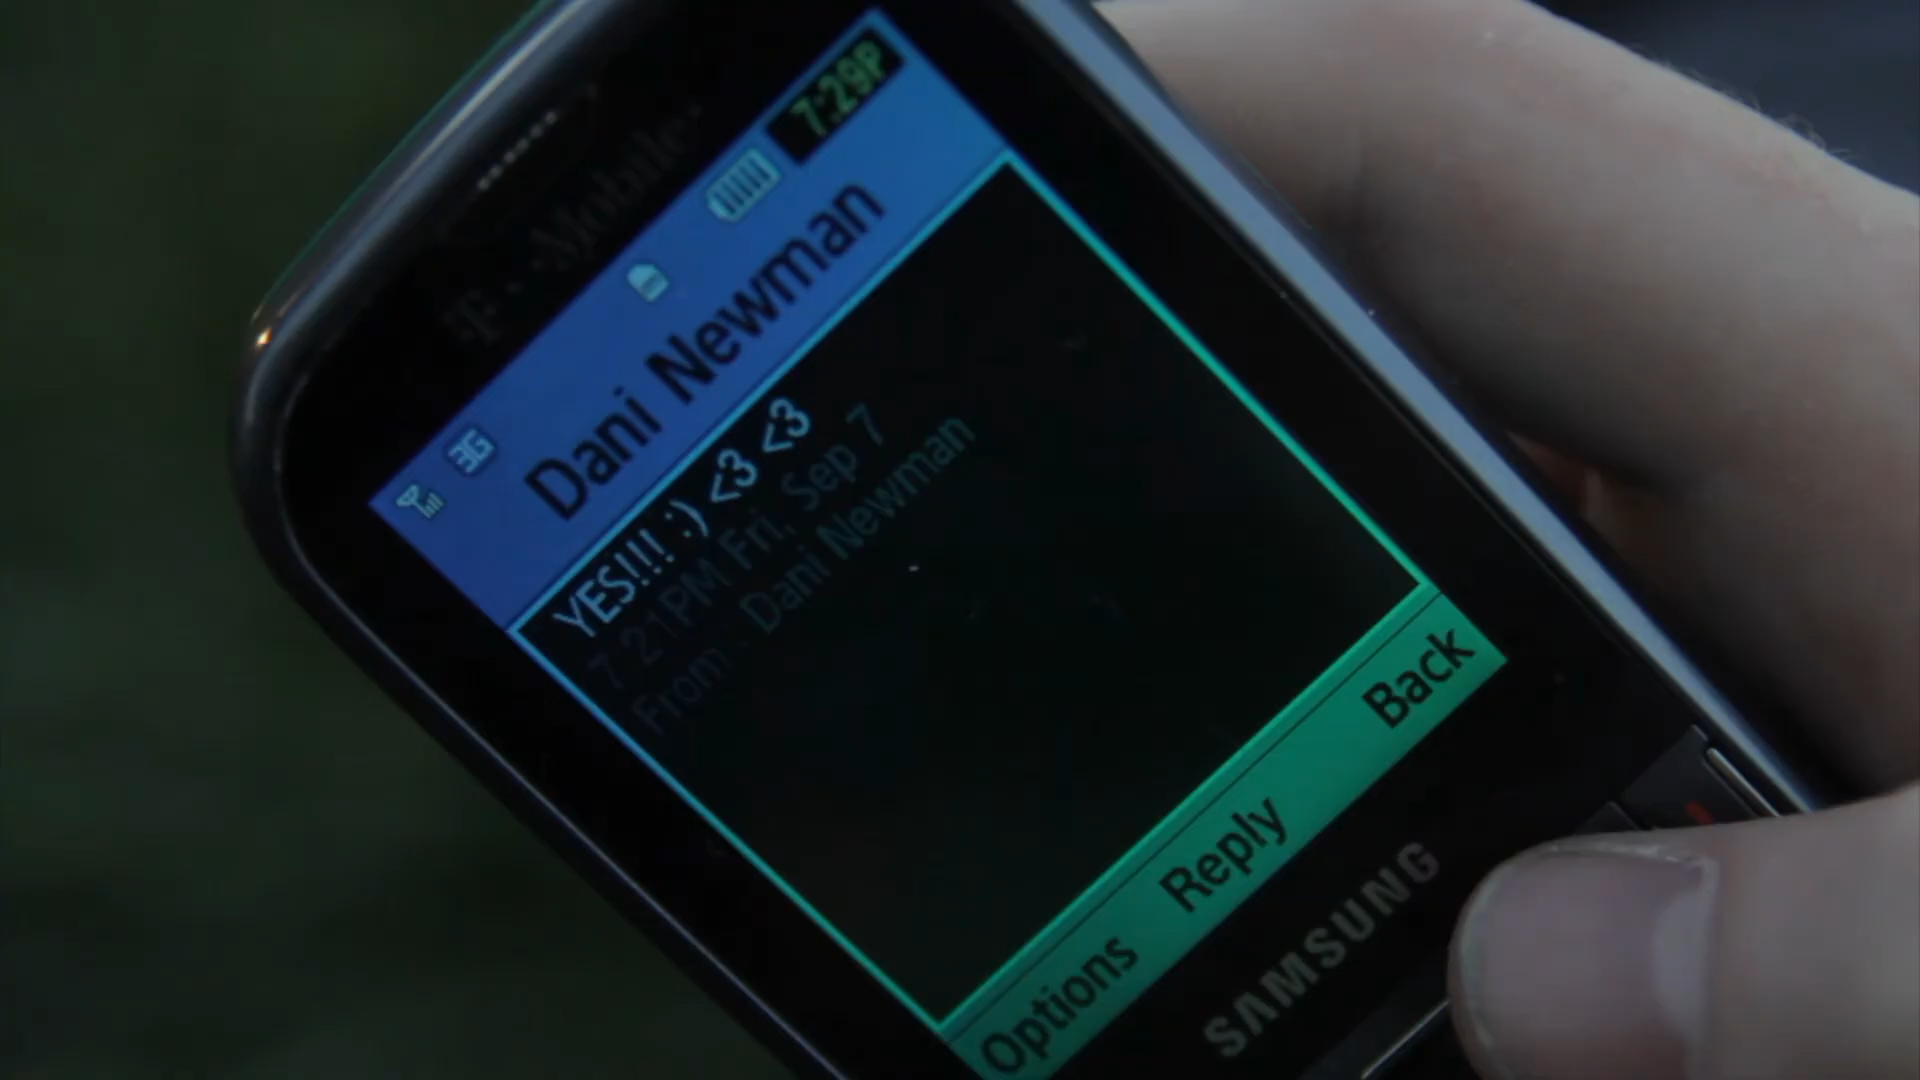 T··Mobile·
7:29P
3G
Dani Newman
YES!!! :) <3 <3
7:21PM Fri, Sep 7
From - Dani Newman
Options Reply Back
SAMSUNG